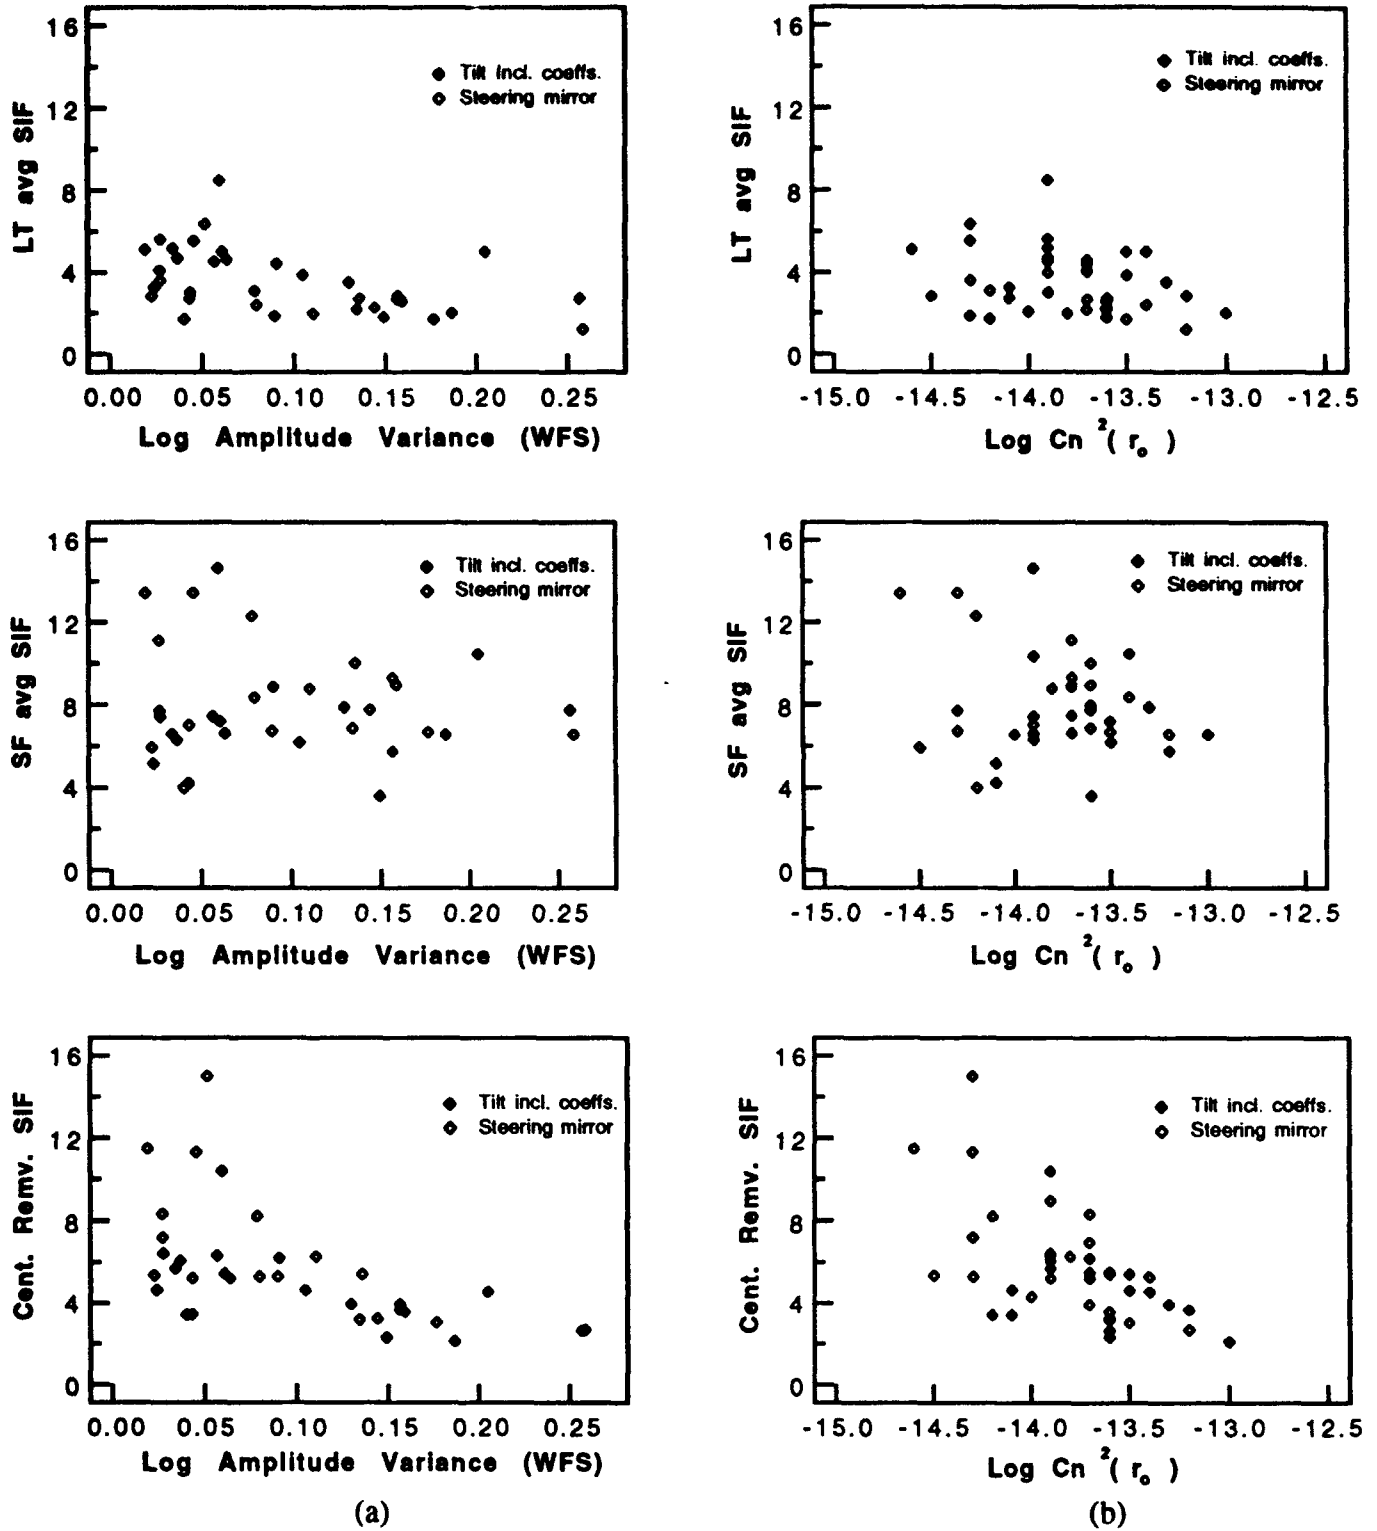 16
12
8
4
0
LT avg SIF
Tilt incl. coeffs.
Steering mirror
0.00 0.05 0.10 0.15 0.20 0.25
Log Amplitude Variance (WFS)
16
12
8
4
0
LT avg SIF
Tilt incl. coeffs.
Steering mirror
-15.0 -14.5 -14.0 -13.5 -13.0 -12.5
Log Cn 2( ro )
16
12
8
4
0
SF avg SIF
Tilt incl. coeffs.
Steering mirror
0.00 0.05 0.10 0.15 0.20 0.25
Log Amplitude Variance (WFS)
16
12
8
4
0
SF avg SIF
Tilt incl. coeffs.
Steering mirror
-15.0 -14.5 -14.0 -13.5 -13.0 -12.5
Log Cn 2( ro )
16
12
8
4
0
Cent. Remv. SIF
Tilt incl. coeffs.
Steering mirror
0.00 0.05 0.10 0.15 0.20 0.25
Log Amplitude Variance (WFS)
(a)
16
12
8
4
0
Cent. Remv. SIF
Tilt incl. coeffs.
Steering mirror
-15.0 -14.5 -14.0 -13.5 -13.0 -12.5
Log Cn 2( ro )
(b)